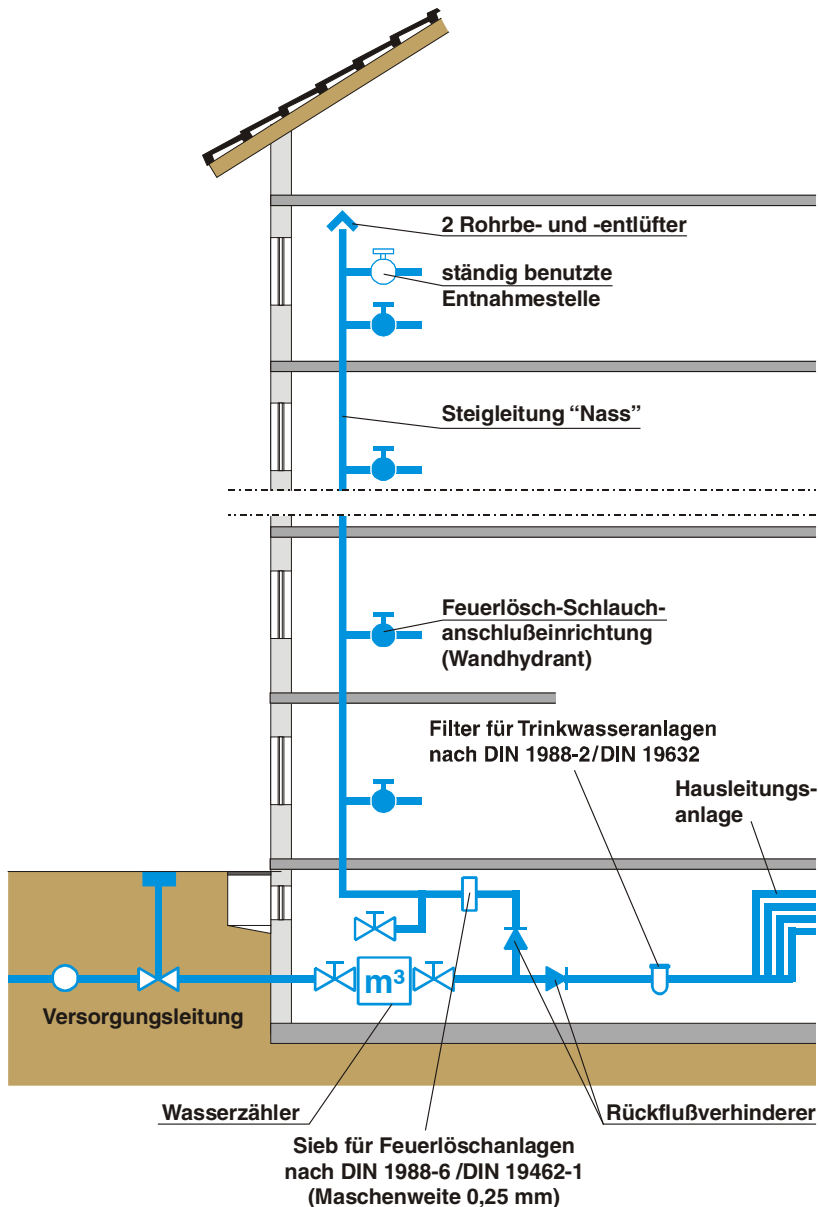 2 Rohrbe- und -entlüfter
ständig benutzte
Entnahmestelle
Steigleitung “Nass”
Feuerlösch-Schlauch-
anschlußeinrichtung
(Wandhydrant)
Filter für Trinkwasseranlagen
nach DIN 1988-2/DIN 19632
Hausleitungs-
anlage
m³
Versorgungsleitung
Wasserzähler
Rückflußverhinderer
Sieb für Feuerlöschanlagen
nach DIN 1988-6 /DIN 19462-1
(Maschenweite 0,25 mm)